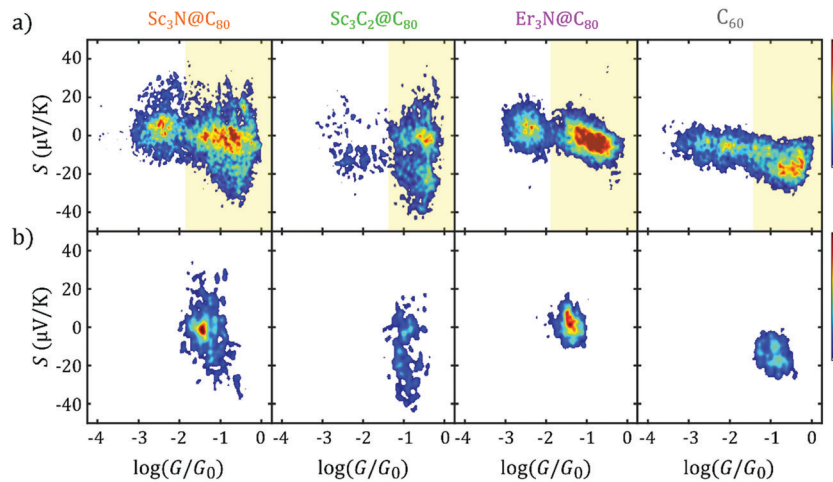 Sc₃N@C₈₀ Sc₃C₂@C₈₀ Er₃N@C₈₀ C₆₀
a)
40
20
0
-20
-40
S (µV/K)
b)
40
20
0
-20
-40
S (µV/K)
-4 -3 -2 -1 0 -4 -3 -2 -1 0 -4 -3 -2 -1 0 -4 -3 -2 -1 0
log(G/G₀) log(G/G₀) log(G/G₀) log(G/G₀)